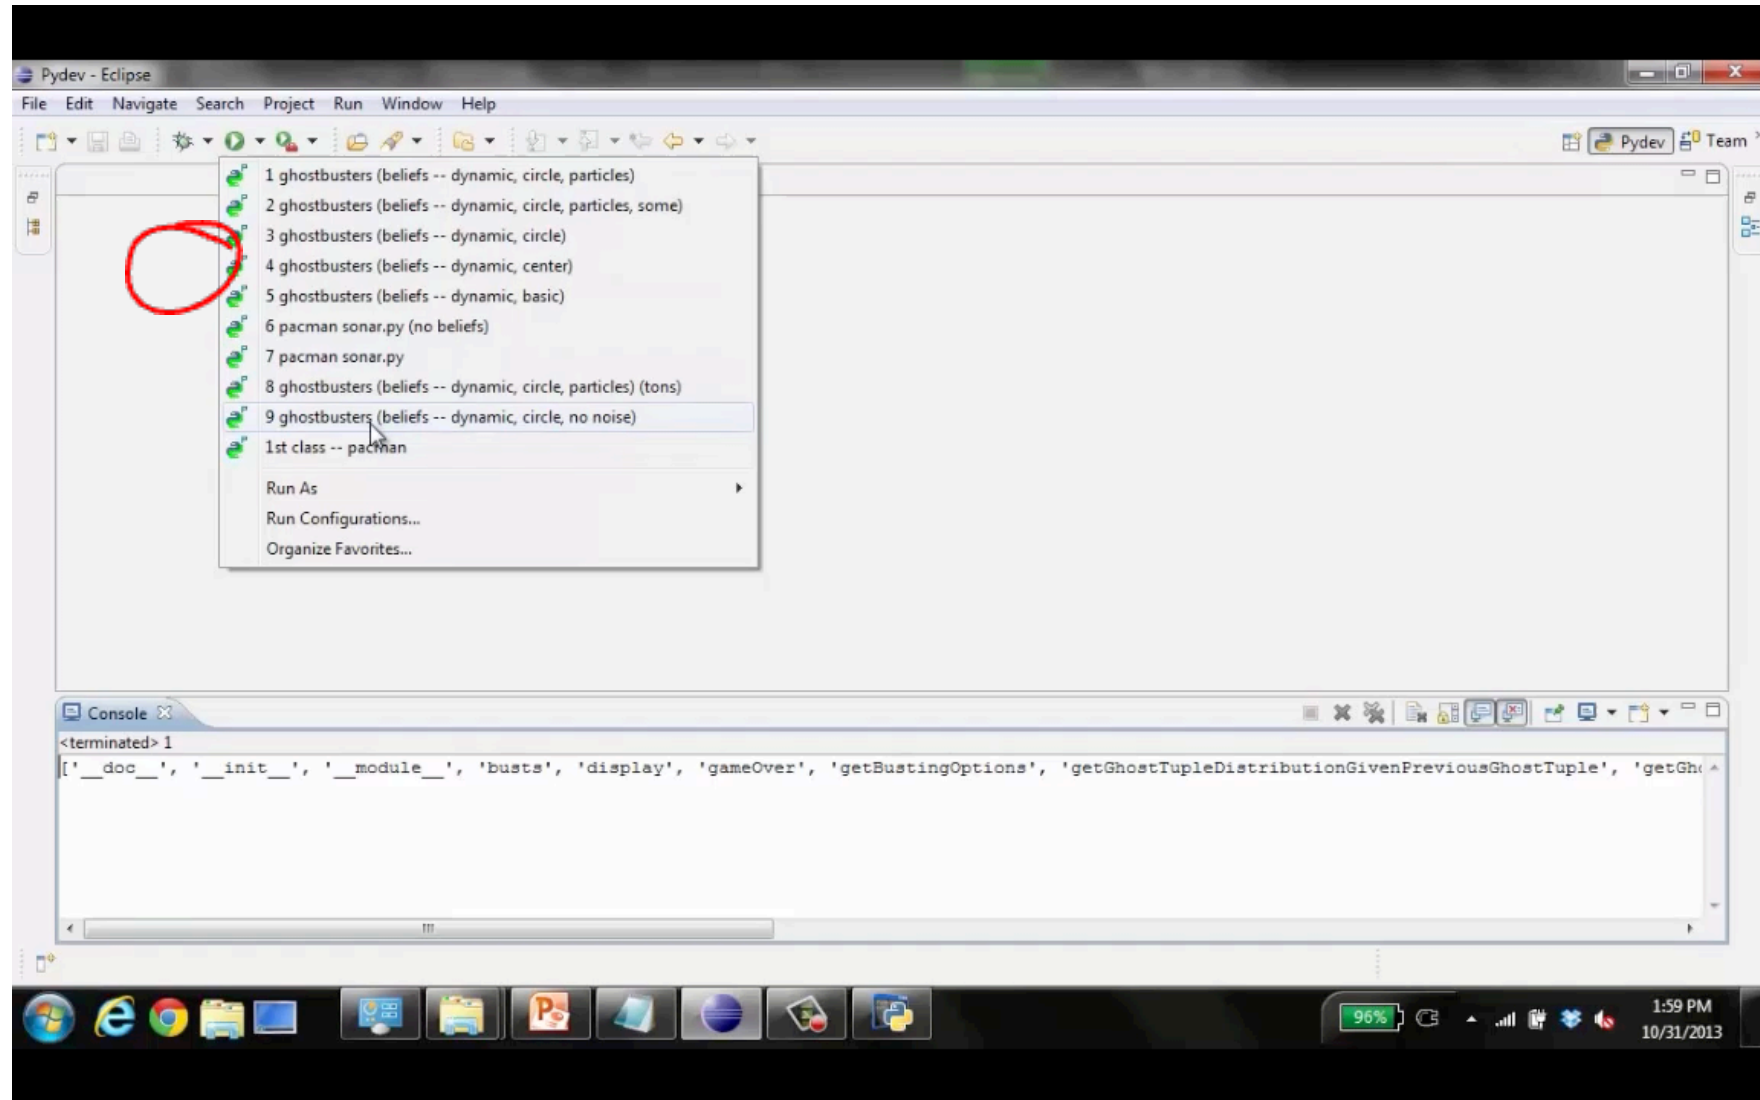 Pydev - Eclipse
File Edit Navigate Search Project Run Window Help
Pydev Team
1 ghostbusters (beliefs -- dynamic, circle, particles)
2 ghostbusters (beliefs -- dynamic, circle, particles, some)
3 ghostbusters (beliefs -- dynamic, circle)
4 ghostbusters (beliefs -- dynamic, center)
5 ghostbusters (beliefs -- dynamic, basic)
6 pacman sonar.py (no beliefs)
7 pacman sonar.py
8 ghostbusters (beliefs -- dynamic, circle, particles) (tons)
9 ghostbusters (beliefs -- dynamic, circle, no noise)
1st class -- pacman
Run As
Run Configurations...
Organize Favorites...
Console
<terminated> 1
['__doc__', '__init__', '__module__', 'busts', 'display', 'gameOver', 'getBustingOptions', 'getGhostTupleDistributionGivenPreviousGhostTuple', 'getGh
96%
1:59 PM
10/31/2013